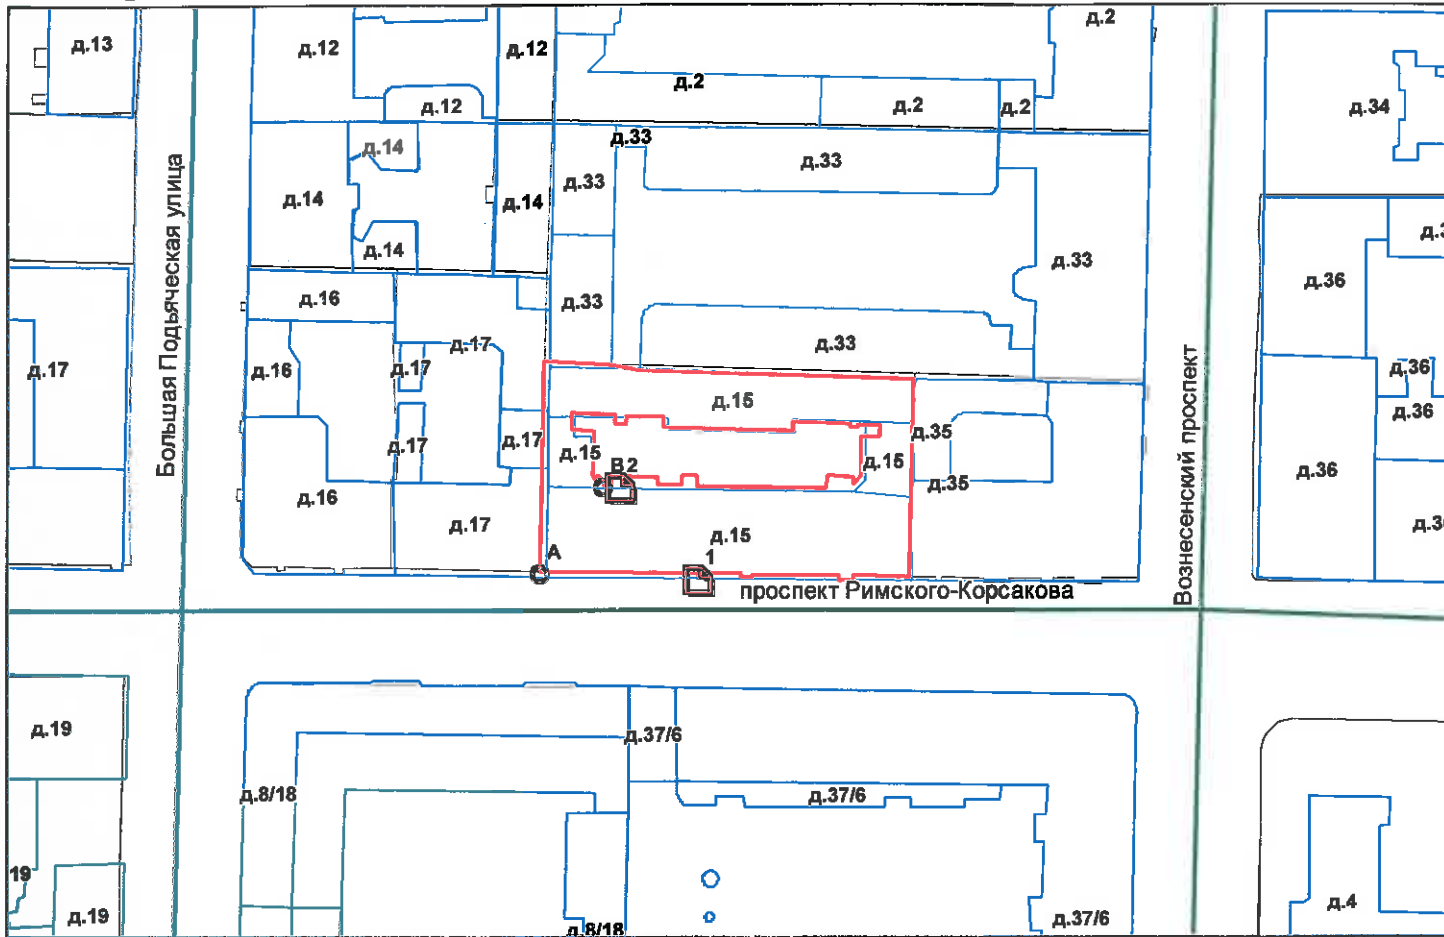 д.13
д.12
д.12
д.2
д.2
д.12
д.2
д.2
д.34
д.33
д.14
д.33
д.33
д.14
д.14
д.14
д.33
д.36
д.16
д.33
д.33
д.17
д.17
д.16
д.17
д.36
д.36
д.15
д.17
д.17
д.15
д.15
д.35
д.35
В2
д.36
д.16
д.17
д.15
А
1
Большая Подьяческая улица
Вознесенский проспект
проспект Римского-Корсакова
д.19
д.37/6
д.8/18
д.37/6
19
д.19
д.8/18
д.37/6
д.4